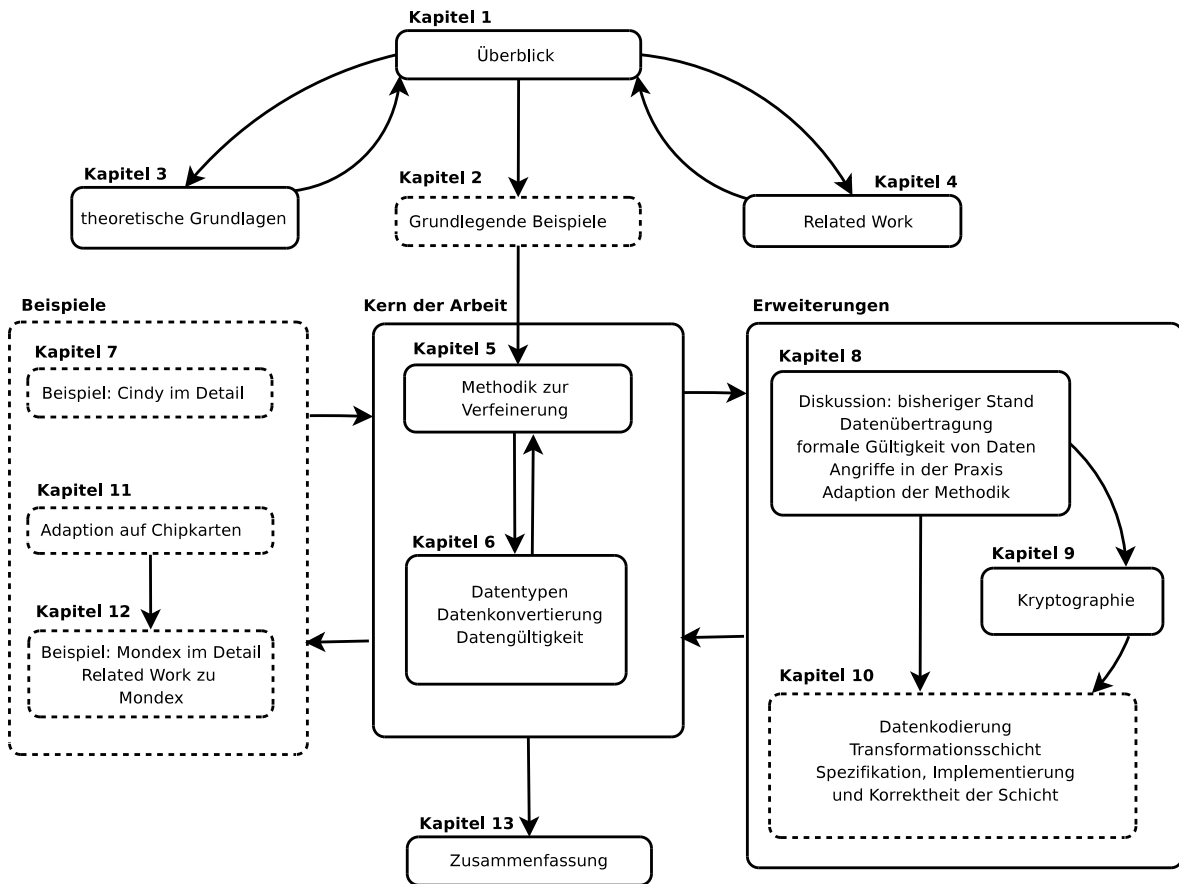 Kapitel 1
Überblick
Kapitel 3
theoretische Grundlagen
Kapitel 2
Grundlegende Beispiele
Kapitel 4
Related Work
Beispiele
Kapitel 7
Beispiel: Cindy im Detail
Kapitel 11
Adaption auf Chipkarten
Kapitel 12
Beispiel: Mondex im Detail
Related Work zu
Mondex
Kern der Arbeit
Kapitel 5
Methodik zur
Verfeinerung
Kapitel 6
Datentypen
Datenkonvertierung
Datengültigkeit
Erweiterungen
Kapitel 8
Diskussion: bisheriger Stand
Datenübertragung
formale Gültigkeit von Daten
Angriffe in der Praxis
Adaption der Methodik
Kapitel 9
Kryptographie
Kapitel 10
Datenkodierung
Transformationsschicht
Spezifikation, Implementierung
und Korrektheit der Schicht
Kapitel 13
Zusammenfassung